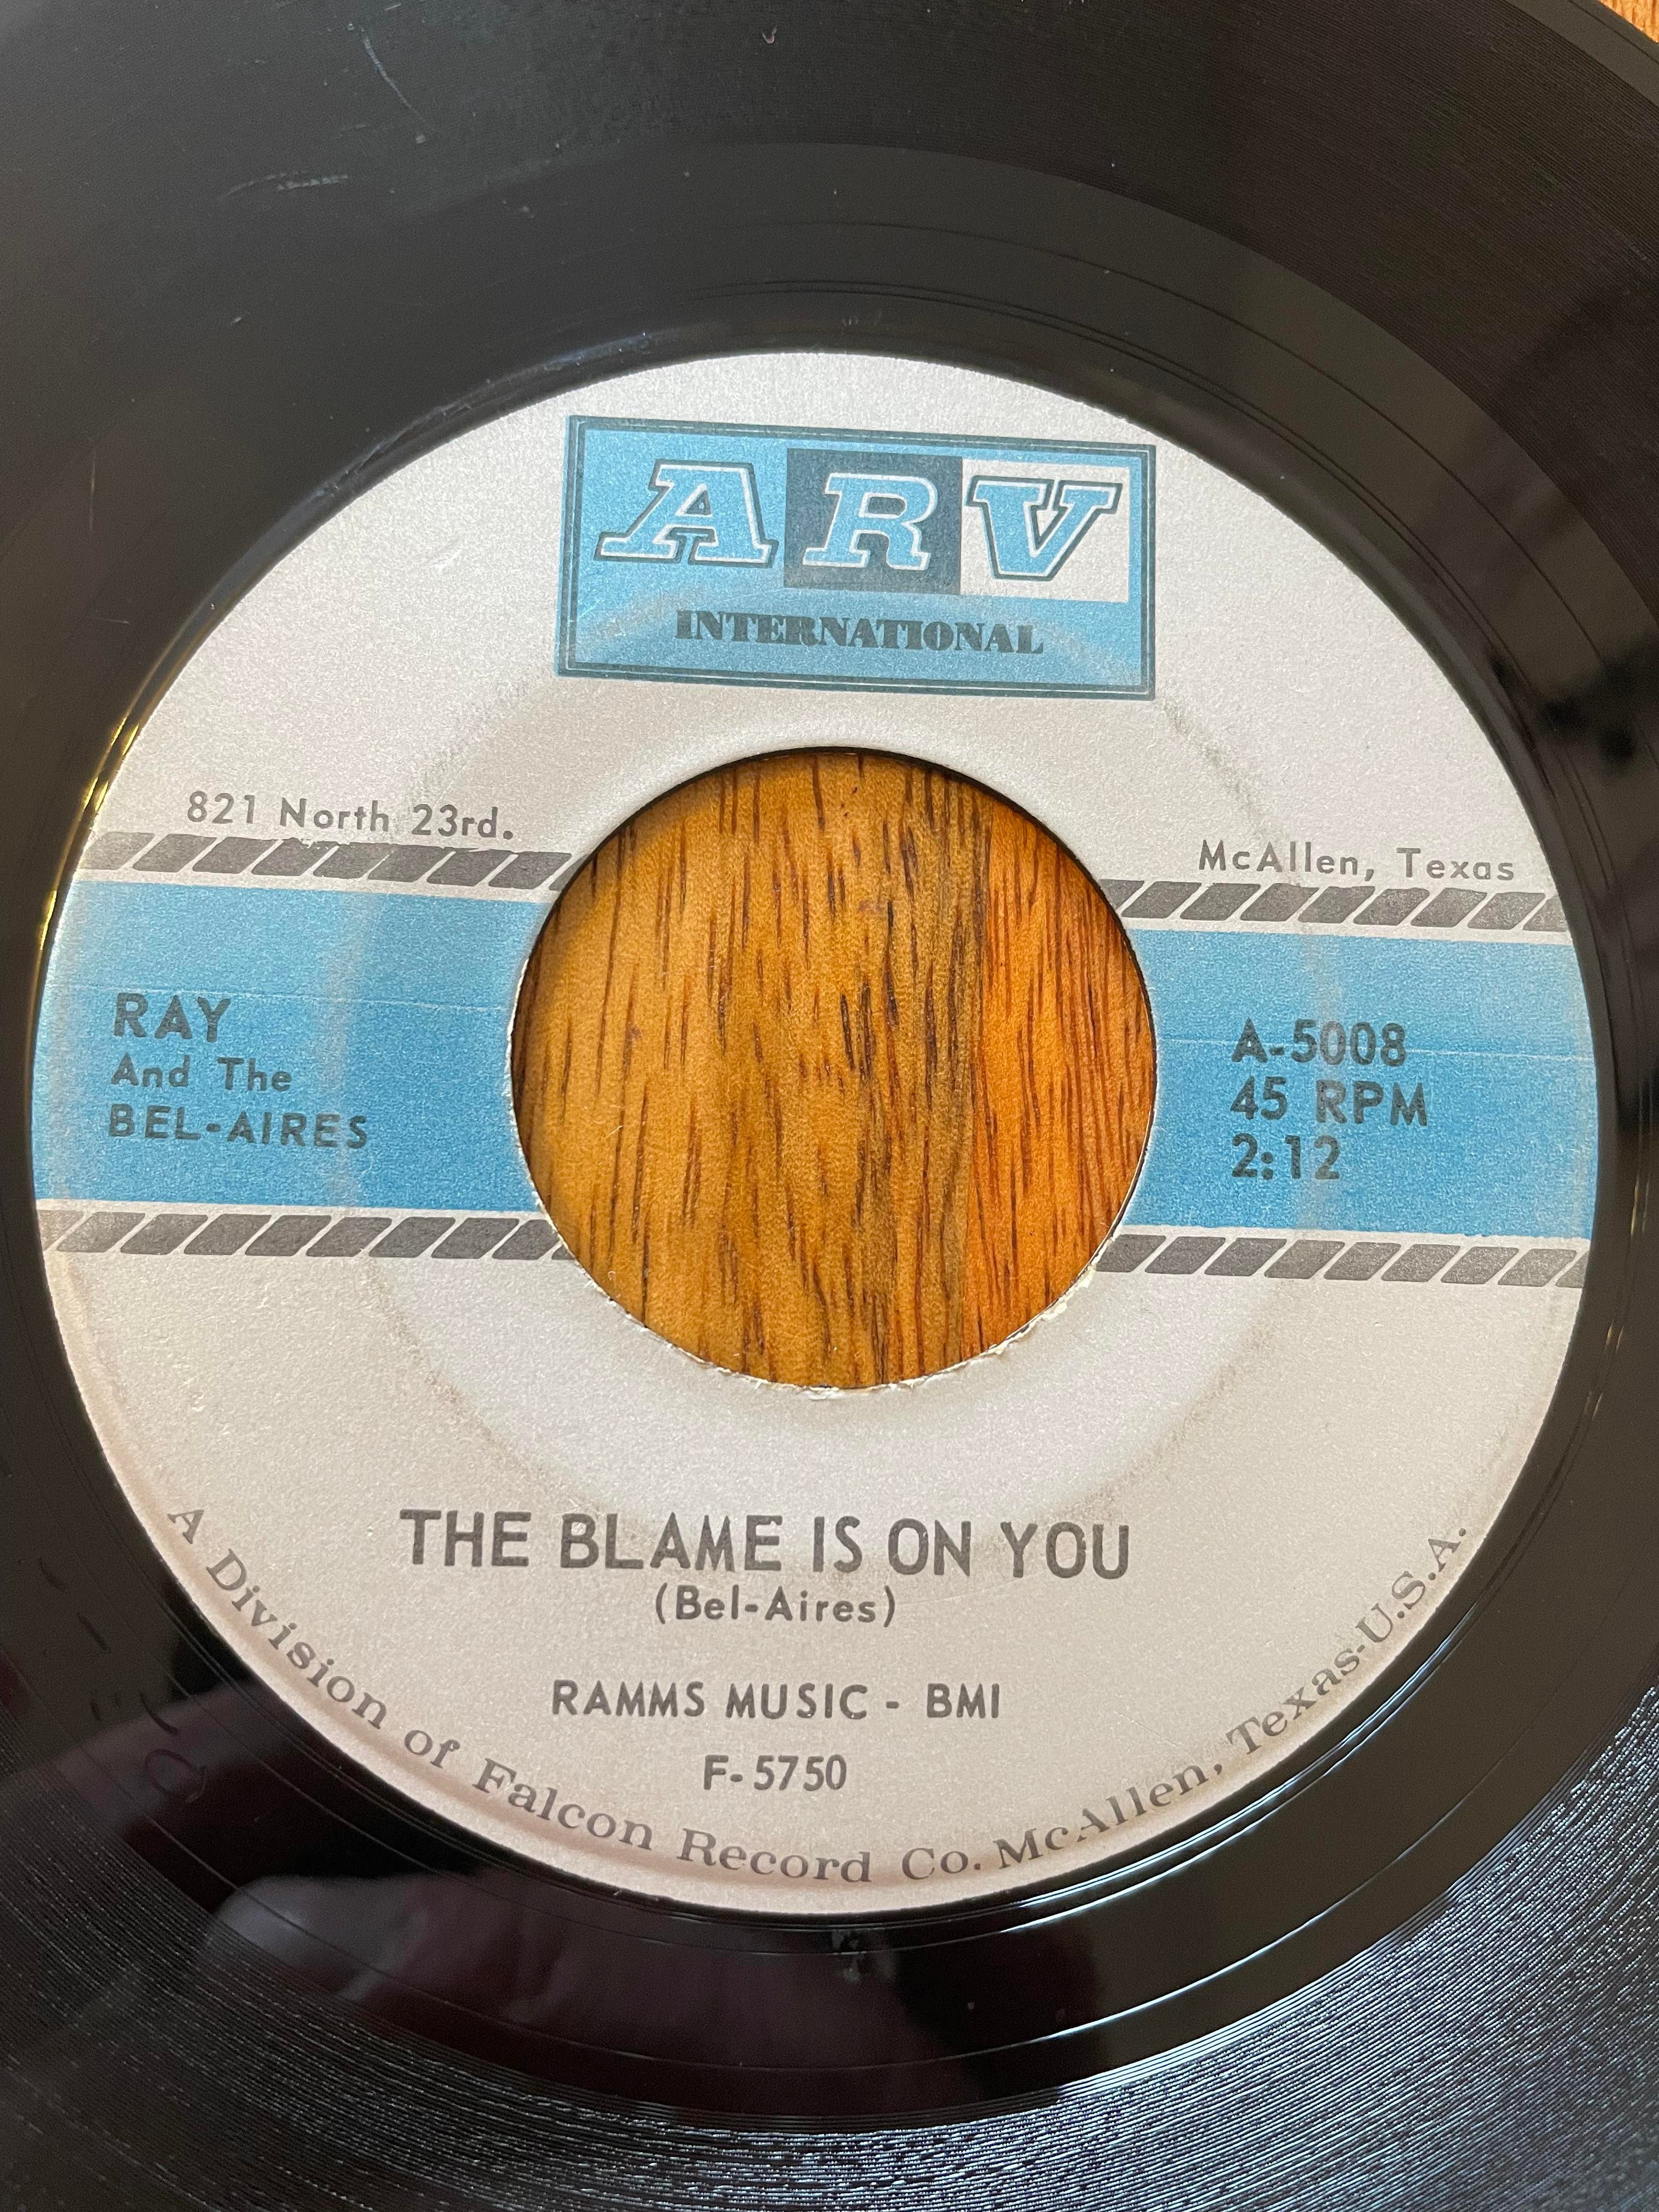 ARV
INTERNATIONAL
821 North 23rd.
McAllen, Texas
RAY
And The
BEL-AIRES
A-5008
45 RPM
2:12
THE BLAME IS ON YOU
(Bel-Aires)
RAMMS MUSIC - BMI
F-5750
A Division of Falcon Record Co. McAllen, Texas-U.S.A.